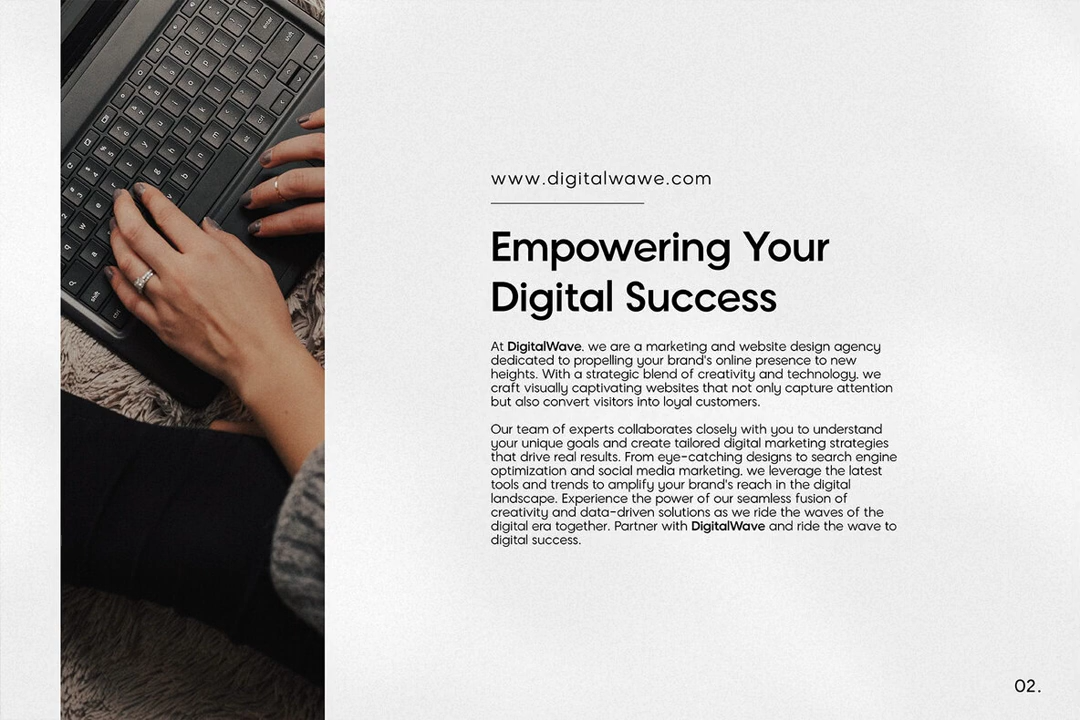 www.digitalwawe.com
Empowering Your
Digital Success
At DigitalWave, we are a marketing and website design agency
dedicated to propelling your brand's online presence to new
heights. With a strategic blend of creativity and technology, we
craft visually captivating websites that not only capture attention
but also convert visitors into loyal customers.
Our team of experts collaborates closely with you to understand
your unique goals and create tailored digital marketing strategies
that drive real results. From eye-catching designs to search engine
optimization and social media marketing, we leverage the latest
tools and trends to amplify your brand's reach in the digital
landscape. Experience the power of our seamless fusion of
creativity and data-driven solutions as we ride the waves of the
digital era together. Partner with DigitalWave and ride the wave to
digital success.
02.